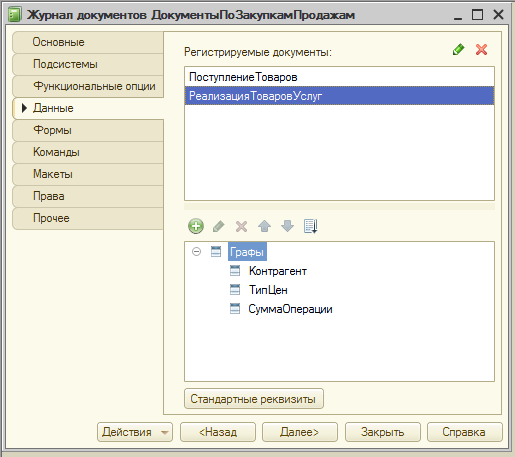 Журнал документов ДокументыПоЗакупкамПродажам
Основные
Подсистемы
Функциональные опции
Данные
Формы
Команды
Макеты
Права
Прочее
Регистрируемые документы:
ПоступлениеТоваров
РеализацияТоваровУслуг
Графы
Контрагент
ТипЦен
СуммаОперации
Стандартные реквизиты
Действия
<Назад
Далее>
Закрыть
Справка